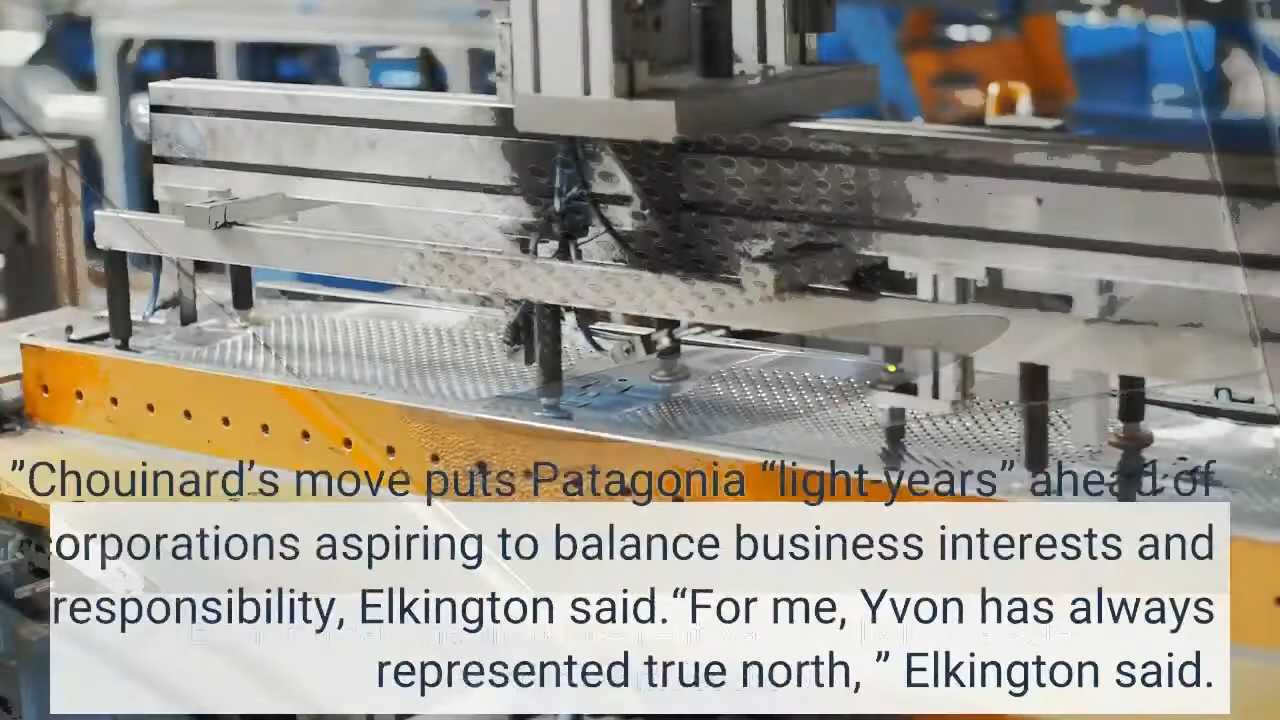 ”Chouinard’s move puts Patagonia “light-years” ahead of
corporations aspiring to balance business interests and
responsibility, Elkington said.“For me, Yvon has always
represented true north, ” Elkington said.